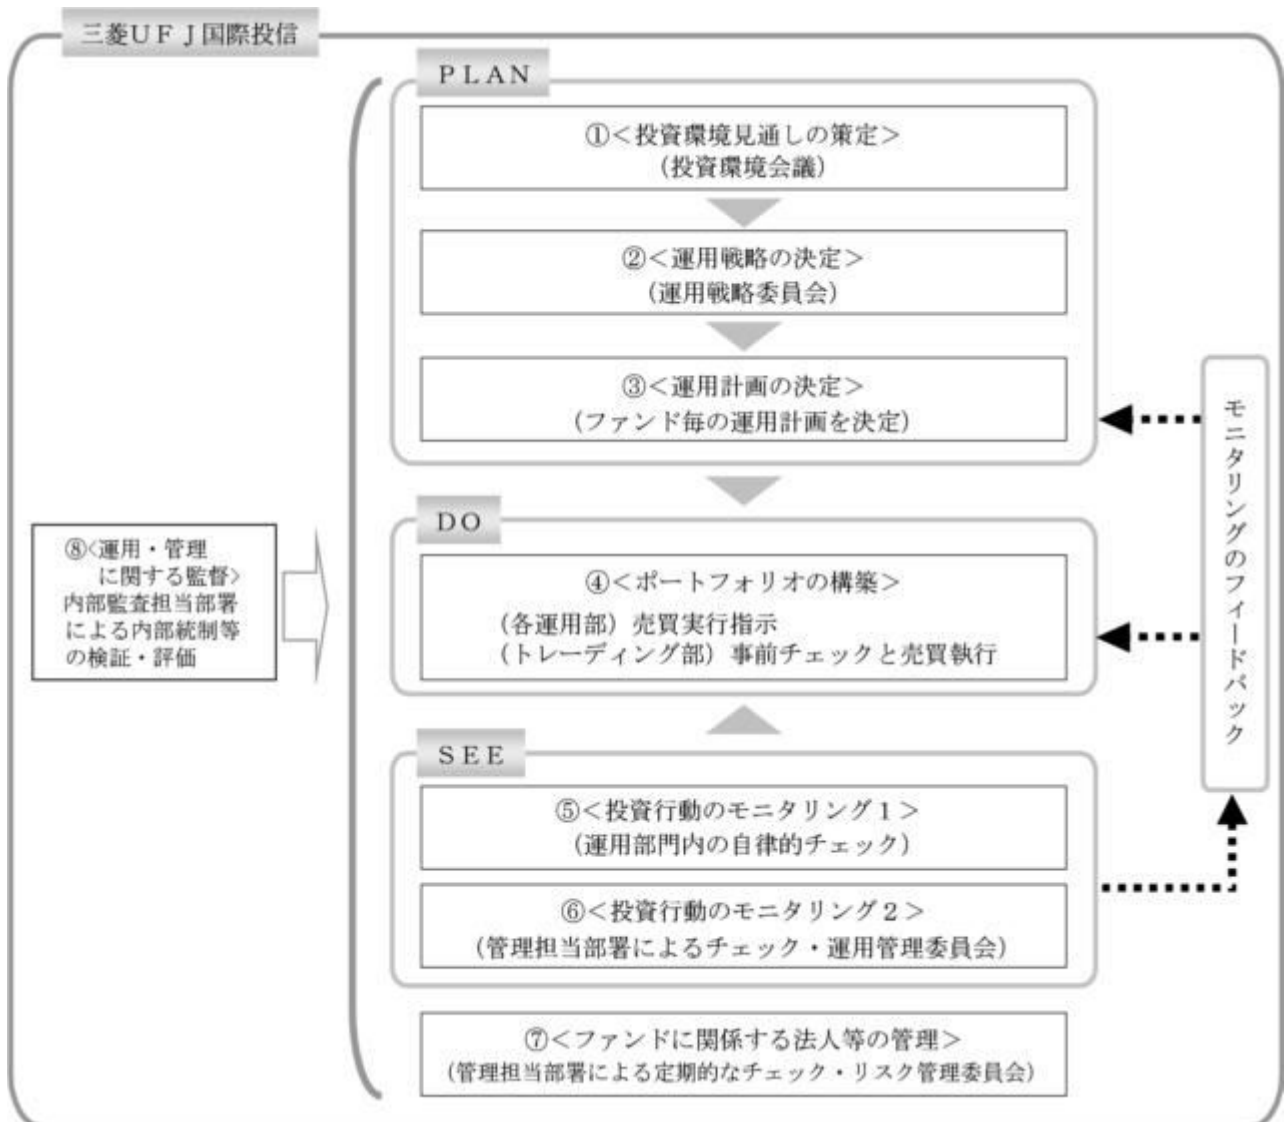 三菱ＵＦＪ国際投信
ＰＬＡＮ
①＜投資環境見通しの策定＞
（投資環境会議）
②＜運用戦略の決定＞
（運用戦略委員会）
③＜運用計画の決定＞
（ファンド毎の運用計画を決定）
ＤＯ
④＜ポートフォリオの構築＞
（各運用部）売買実行指示
（トレーディング部）事前チェックと売買執行
ＳＥＥ
⑤＜投資行動のモニタリング１＞
（運用部門内の自律的チェック）
⑥＜投資行動のモニタリング２＞
（管理担当部署によるチェック・運用管理委員会）
⑦＜ファンドに関係する法人等の管理＞
（管理担当部署による定期的なチェック・リスク管理委員会）
⑧<運用・管理
に関する監督>
内部監査担当部署
による内部統制等
の検証・評価
モニタリングのフィードバック